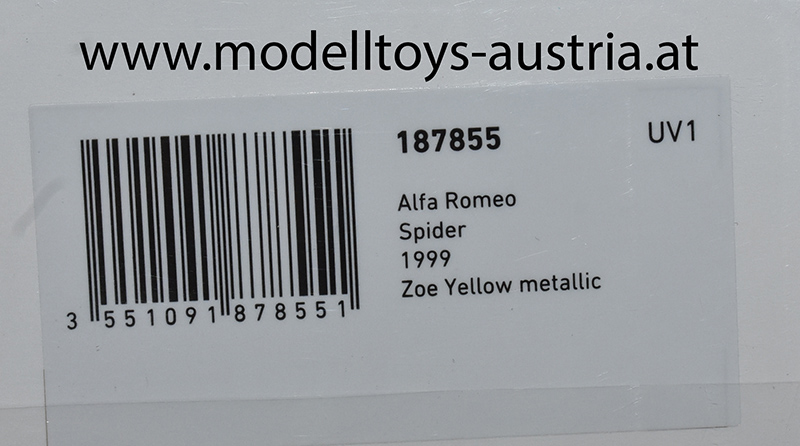 www.modelltoys-austria.at
187855
UV1
Alfa Romeo
Spider
1999
Zoe Yellow metallic
3 551091 878551